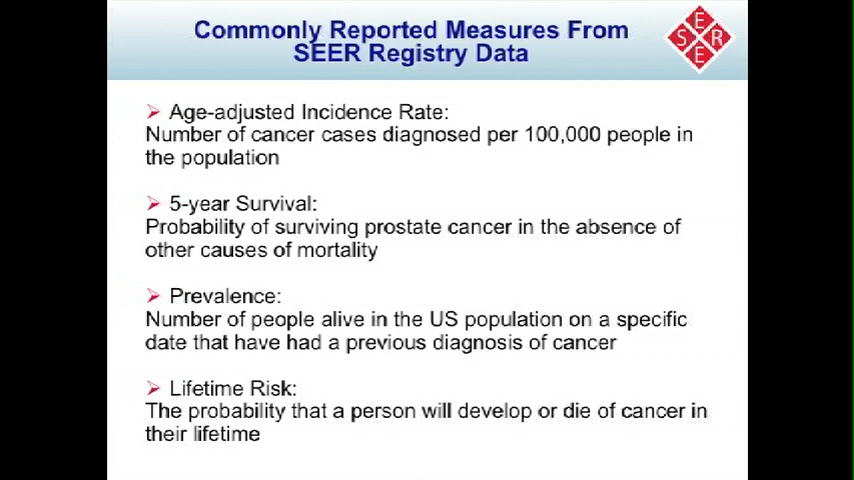 Commonly Reported Measures From
SEER Registry Data
SEER
➢ Age-adjusted Incidence Rate:
Number of cancer cases diagnosed per 100,000 people in
the population
➢ 5-year Survival:
Probability of surviving prostate cancer in the absence of
other causes of mortality
➢ Prevalence:
Number of people alive in the US population on a specific
date that have had a previous diagnosis of cancer
➢ Lifetime Risk:
The probability that a person will develop or die of cancer in
their lifetime